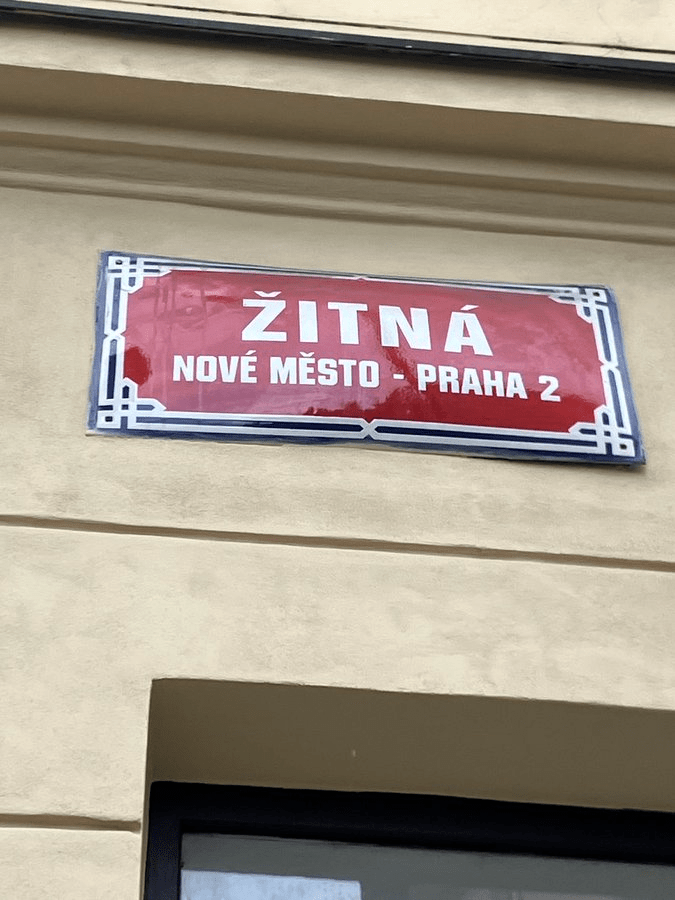 ŽITNÁ
NOVÉ MĚSTO - PRAHA 2